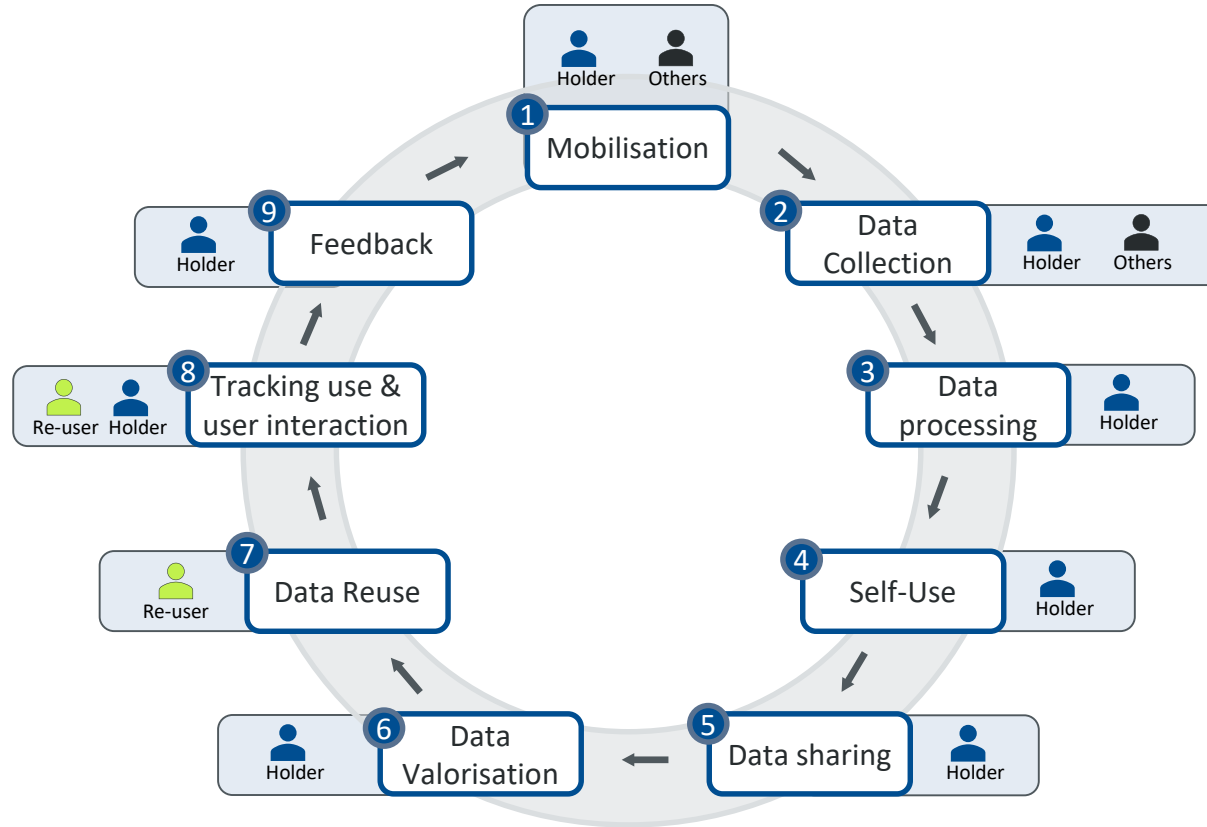 Holder
Others
1
Mobilisation
2
Data
Collection
Holder
Others
3
Data
processing
Holder
4
Self-Use
Holder
5
Data sharing
Holder
6
Data
Valorisation
Holder
7
Data Reuse
Re-user
8
Tracking use &
user interaction
Re-user Holder
9
Feedback
Holder